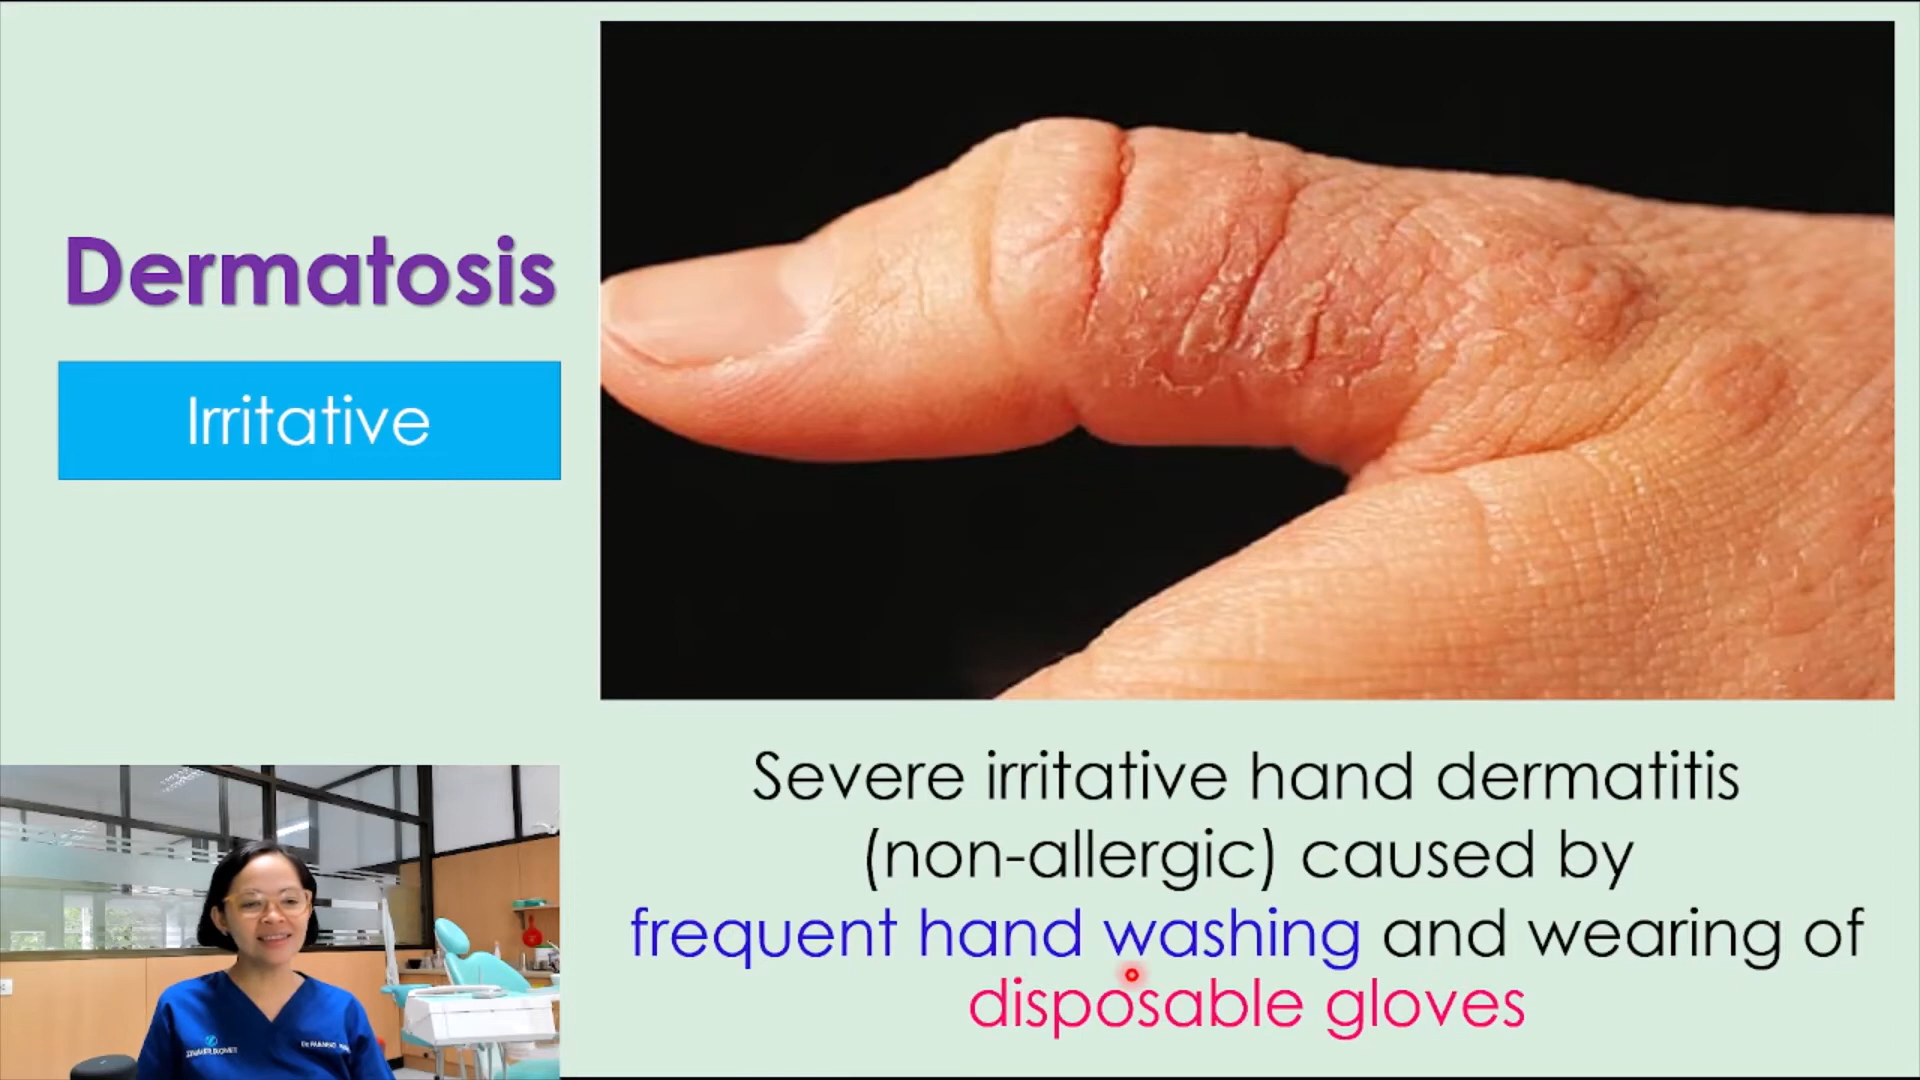 Dermatosis
Irritative
Severe irritative hand dermatitis
(non-allergic) caused by
frequent hand washing and wearing of
disposable gloves